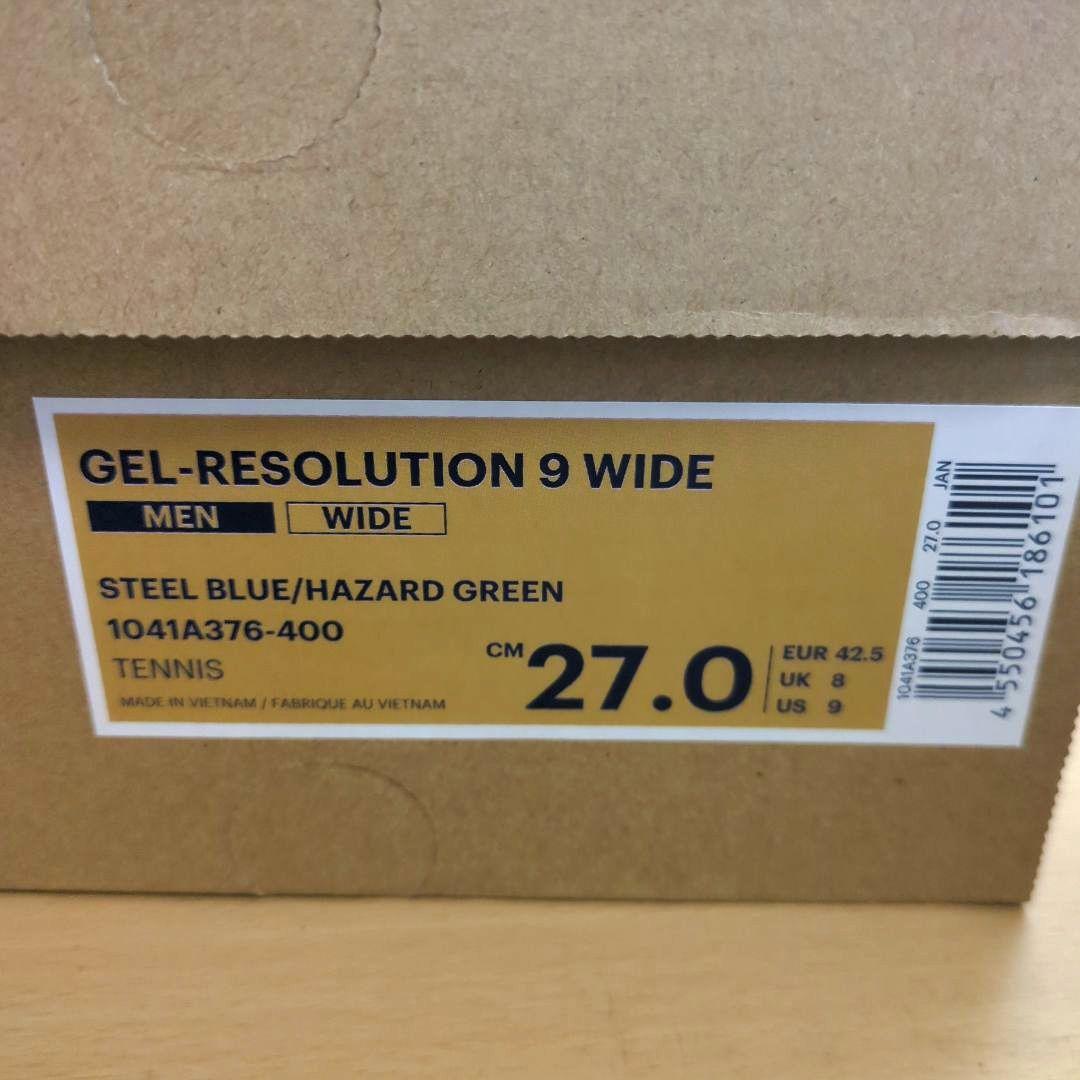 GEL-RESOLUTION 9 WIDE
MEN WIDE
STEEL BLUE/HAZARD GREEN
1041A376-400
TENNIS
MADE IN VIETNAM / FABRIQUE AU VIETNAM
CM 27.0
EUR 42.5
UK 8
US 9
1041A376 400 27.0 JAN
4 550456 186101